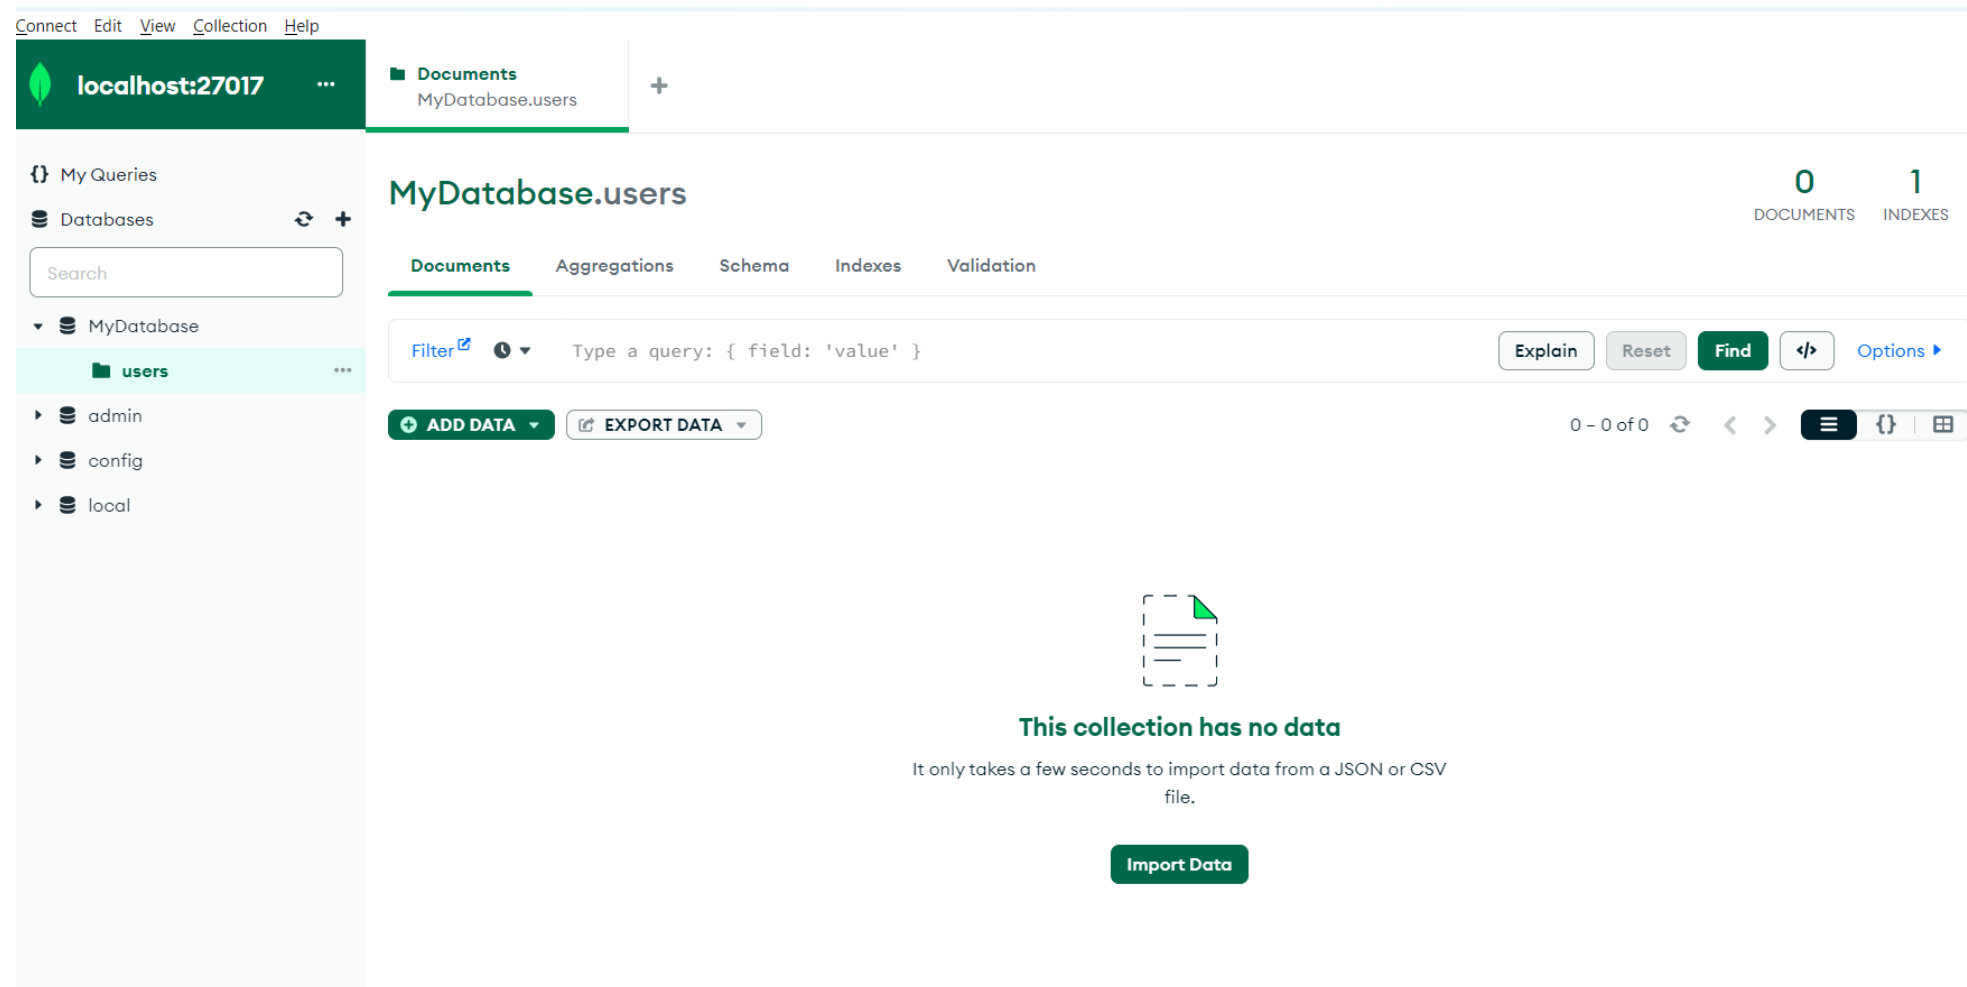 Connect Edit View Collection Help
localhost:27017 ...
Documents
MyDatabase.users
+
{} My Queries
Databases +
Search
MyDatabase
users ...
admin
config
local
MyDatabase.users
0 1
DOCUMENTS INDEXES
Documents Aggregations Schema Indexes Validation
Filter Type a query: { field: 'value' } Explain Reset Find </> Options
ADD DATA EXPORT DATA 0 – 0 of 0 {}
This collection has no data
It only takes a few seconds to import data from a JSON or CSV
file.
Import Data